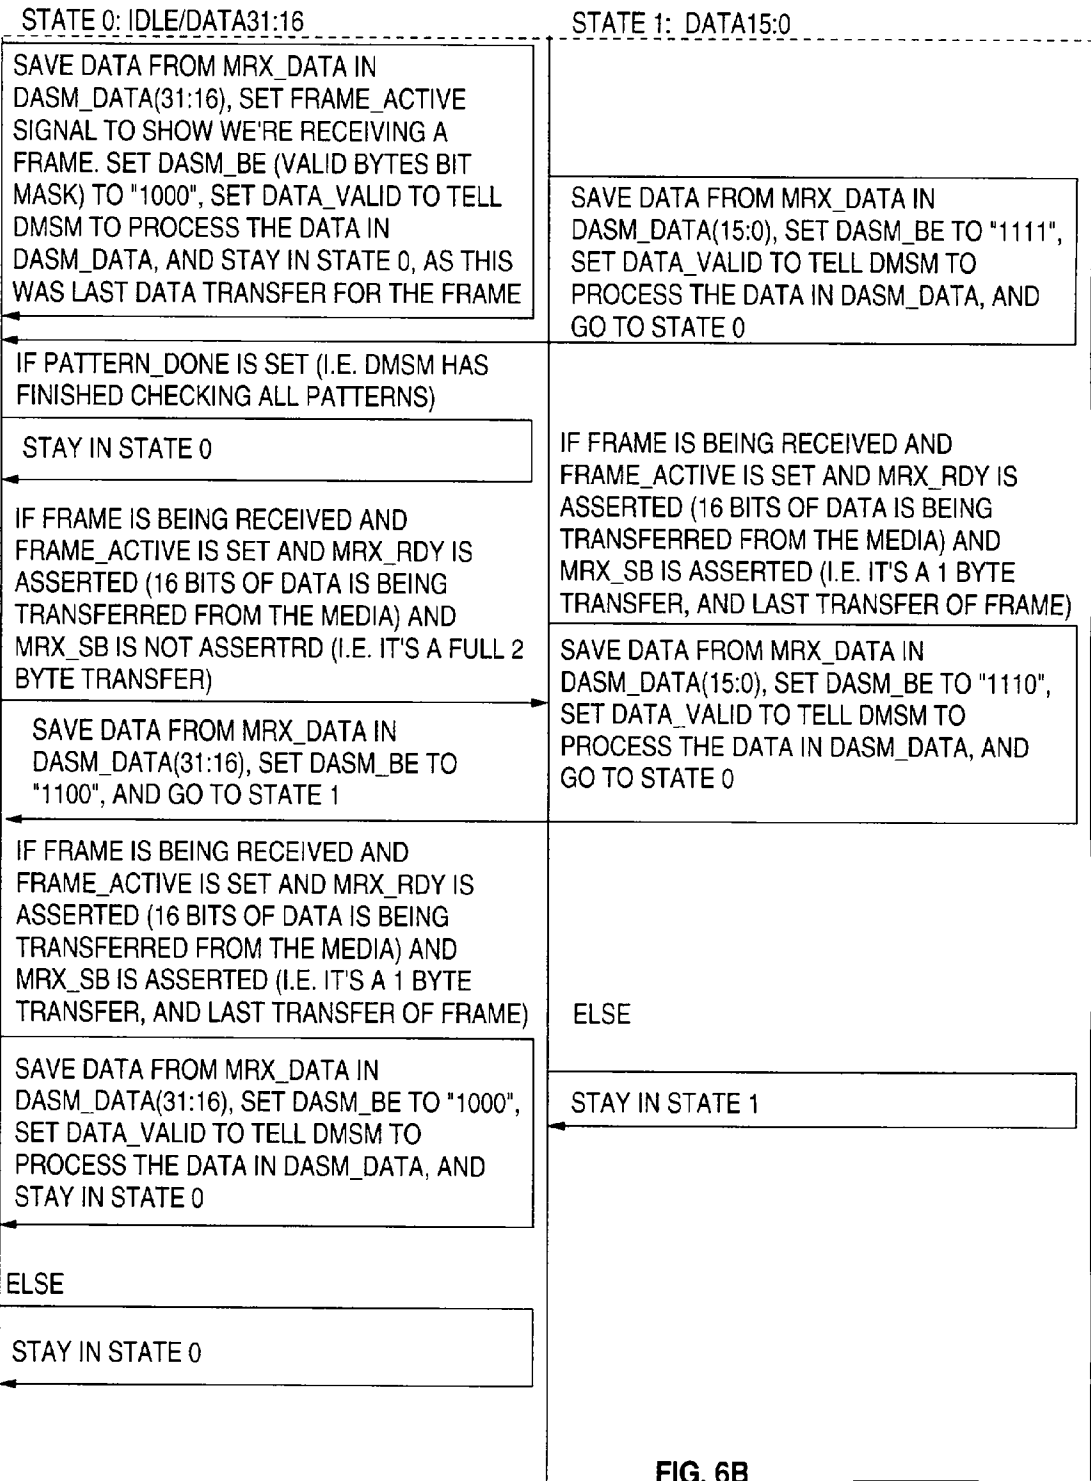 STATE 0: IDLE/DATA31:16
SAVE DATA FROM MRX_DATA IN
DASM_DATA(31:16), SET FRAME_ACTIVE
SIGNAL TO SHOW WE'RE RECEIVING A
FRAME. SET DASM_BE (VALID BYTES BIT
MASK) TO "1000", SET DATA_VALID TO TELL
DMSM TO PROCESS THE DATA IN
DASM_DATA, AND STAY IN STATE 0, AS THIS
WAS LAST DATA TRANSFER FOR THE FRAME
IF PATTERN_DONE IS SET (I.E. DMSM HAS
FINISHED CHECKING ALL PATTERNS)
STAY IN STATE 0
IF FRAME IS BEING RECEIVED AND
FRAME_ACTIVE IS SET AND MRX_RDY IS
ASSERTED (16 BITS OF DATA IS BEING
TRANSFERRED FROM THE MEDIA) AND
MRX_SB IS NOT ASSERTRD (I.E. IT'S A FULL 2
BYTE TRANSFER)
SAVE DATA FROM MRX_DATA IN
DASM_DATA(31:16), SET DASM_BE TO
"1100", AND GO TO STATE 1
IF FRAME IS BEING RECEIVED AND
FRAME_ACTIVE IS SET AND MRX_RDY IS
ASSERTED (16 BITS OF DATA IS BEING
TRANSFERRED FROM THE MEDIA) AND
MRX_SB IS ASSERTED (I.E. IT'S A 1 BYTE
TRANSFER, AND LAST TRANSFER OF FRAME)
SAVE DATA FROM MRX_DATA IN
DASM_DATA(31:16), SET DASM_BE TO "1000",
SET DATA_VALID TO TELL DMSM TO
PROCESS THE DATA IN DASM_DATA, AND
STAY IN STATE 0
ELSE
STAY IN STATE 0
STATE 1: DATA15:0
SAVE DATA FROM MRX_DATA IN
DASM_DATA(15:0), SET DASM_BE TO "1111",
SET DATA_VALID TO TELL DMSM TO
PROCESS THE DATA IN DASM_DATA, AND
GO TO STATE 0
IF FRAME IS BEING RECEIVED AND
FRAME_ACTIVE IS SET AND MRX_RDY IS
ASSERTED (16 BITS OF DATA IS BEING
TRANSFERRED FROM THE MEDIA) AND
MRX_SB IS ASSERTED (I.E. IT'S A 1 BYTE
TRANSFER, AND LAST TRANSFER OF FRAME)
SAVE DATA FROM MRX_DATA IN
DASM_DATA(15:0), SET DASM_BE TO "1110",
SET DATA_VALID TO TELL DMSM TO
PROCESS THE DATA IN DASM_DATA, AND
GO TO STATE 0
ELSE
STAY IN STATE 1
FIG. 6B